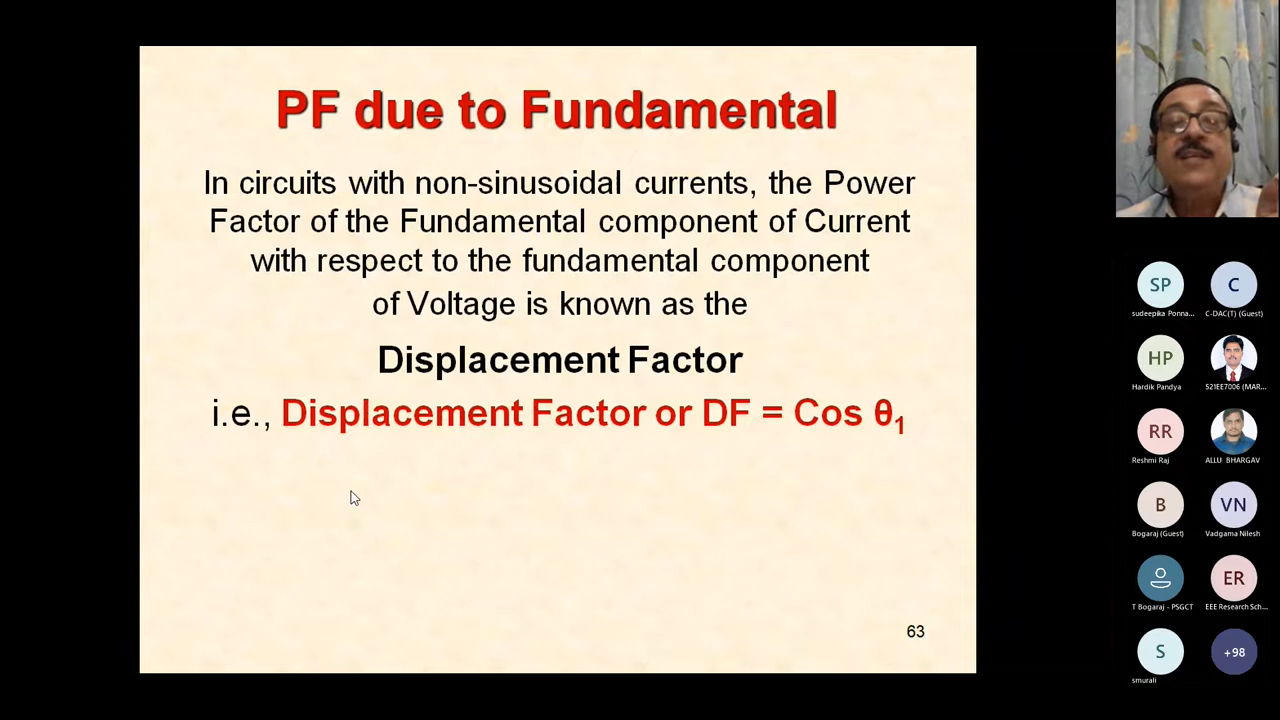 PF due to Fundamental
In circuits with non-sinusoidal currents, the Power
Factor of the Fundamental component of Current
with respect to the fundamental component
of Voltage is known as the
Displacement Factor
i.e., Displacement Factor or DF = Cos θ₁
63
SP
sudeepika Ponna...
C
C-DAC(T) (Guest)
HP
Hardik Pandya
521EE7006 (MAR...
RR
Reshmi Raj
ALLU BHARGAV
B
Bogaraj (Guest)
VN
Vadgama Nilesh
T Bogaraj - PSGCT
ER
EEE Research Sch...
S
smurali
+98